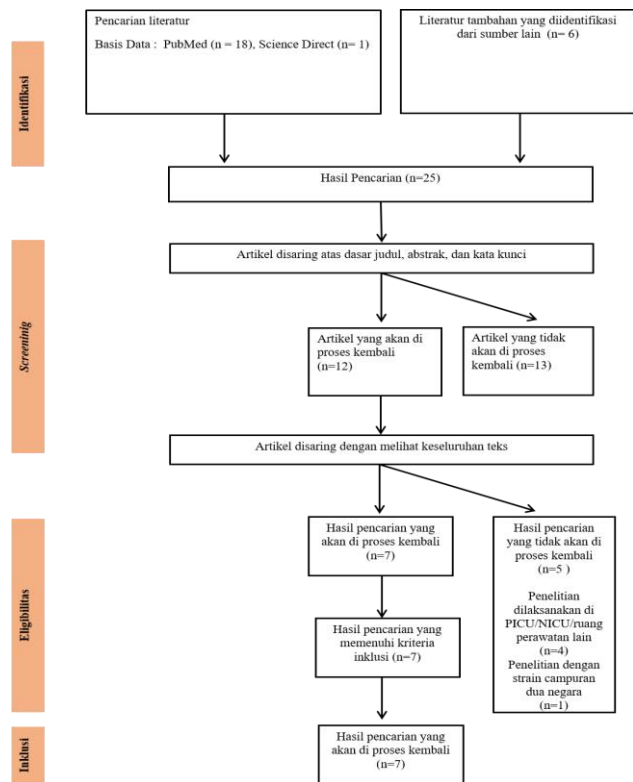 Pencarian literatur
Basis Data : PubMed (n = 18), Science Direct (n= 1)
Literatur tambahan yang diidentifikasi
dari sumber lain (n= 6)
Identifikasi
Hasil Pencarian (n=25)
Screeninig
Artikel disaring atas dasar judul, abstrak, dan kata kunci
Artikel yang akan di
proses kembali
(n=12)
Artikel yang tidak
akan di proses
kembali (n=13)
Artikel disaring dengan melihat keseluruhan teks
Eligibilitas
Hasil pencarian yang
akan di proses kembali
(n=7)
Hasil pencarian
yang tidak akan di
proses kembali
(n=5 )
Penelitian
dilaksanakan di
PICU/NICU/ruang
perawatan lain
(n=4)
Penelitian dengan
strain campuran
dua negara
(n=1)
Hasil pencarian yang
memenuhi kriteria
inklusi (n=7)
Inklusi
Hasil pencarian yang
akan di proses kembali
(n=7)